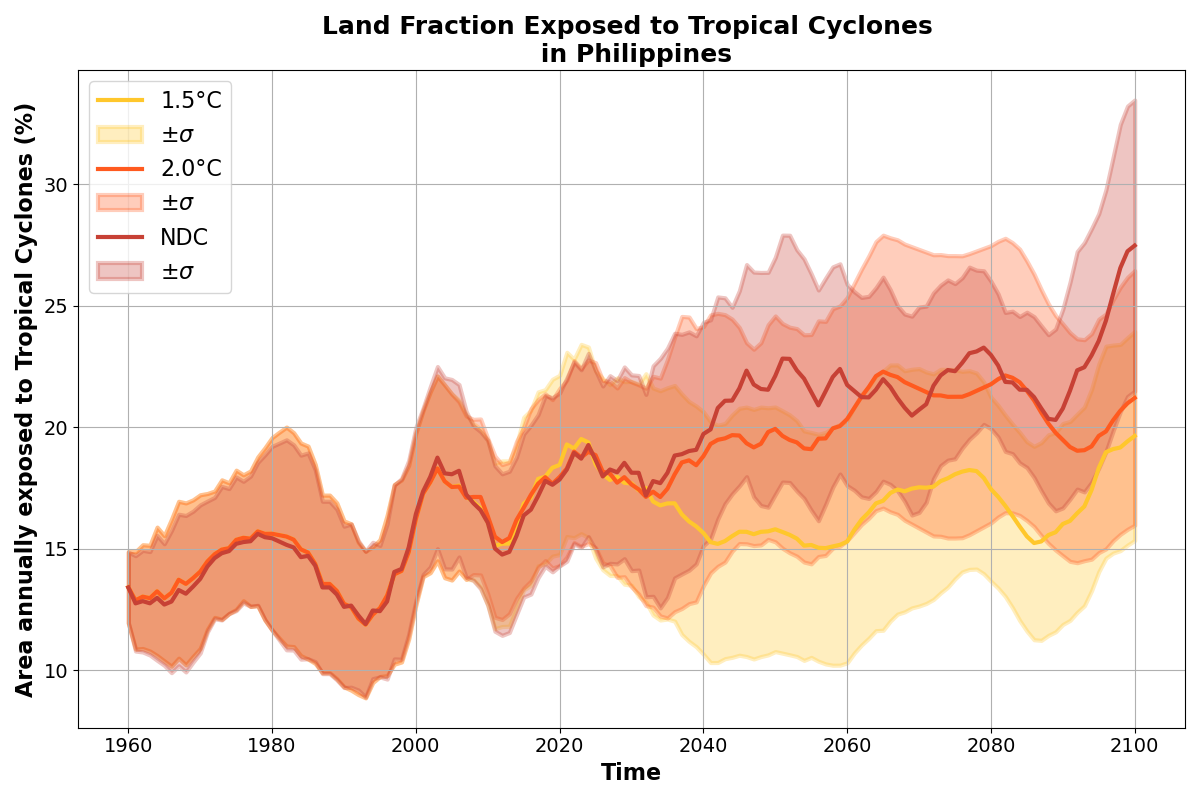 Land Fraction Exposed to Tropical Cyclones
in Philippines
Area annually exposed to Tropical Cyclones (%)
1.5°C
±σ
2.0°C
±σ
NDC
±σ
30
25
20
15
10
1960 1980 2000 2020 2040 2060 2080 2100
Time